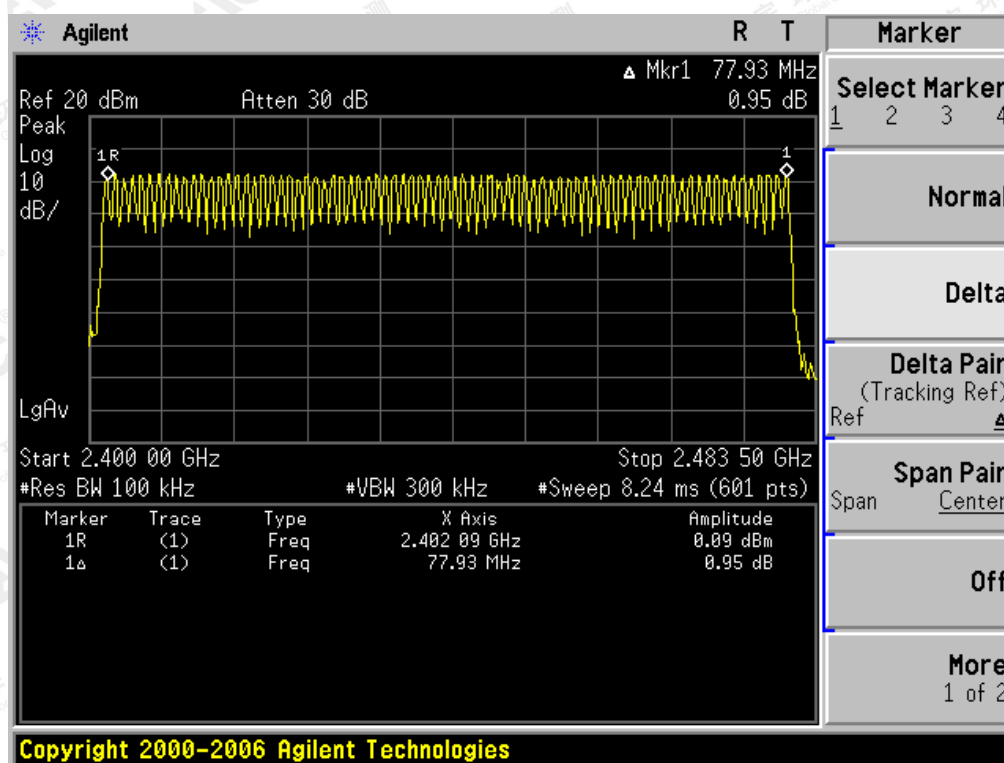 Agilent R T Marker
Δ Mkr1 77.93 MHz
Ref 20 dBm Atten 30 dB 0.95 dB
Peak
Log
10
dB/
1R
1
LgAv
Start 2.400 00 GHz Stop 2.483 50 GHz
#Res BW 100 kHz #VBW 300 kHz #Sweep 8.24 ms (601 pts)
Marker Trace Type X Axis Amplitude
1R (1) Freq 2.402 09 GHz 0.09 dBm
1Δ (1) Freq 77.93 MHz 0.95 dB
Select Marker
1 2 3 4
Normal
Delta
Delta Pair
(Tracking Ref)
Ref Δ
Span Pair
Span Center
Off
More
1 of 2
Copyright 2000-2006 Agilent Technologies